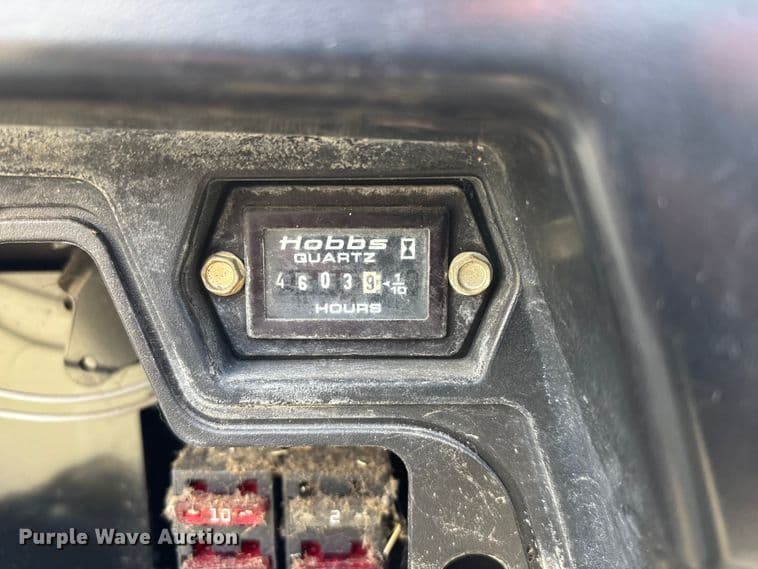 Hobbs
QUARTZ
4 6 0 3 9 1/10
HOURS
10
2
Purple Wave Auction